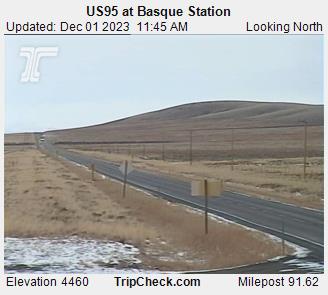 US95 at Basque Station
Updated: Dec 01 2023 11:45 AM Looking North
Elevation 4460 TripCheck.com Milepost 91.62